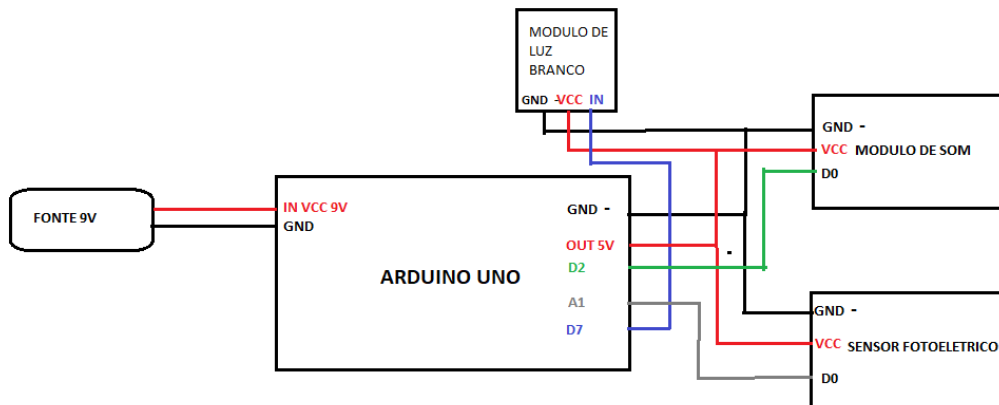 MODULO DE
LUZ
BRANCO
GND -VCC IN
GND -
VCC MODULO DE SOM
D0
FONTE 9V
IN VCC 9V
GND
ARDUINO UNO
GND -
OUT 5V
D2
A1
D7
-
GND -
VCC SENSOR FOTOELETRICO
D0